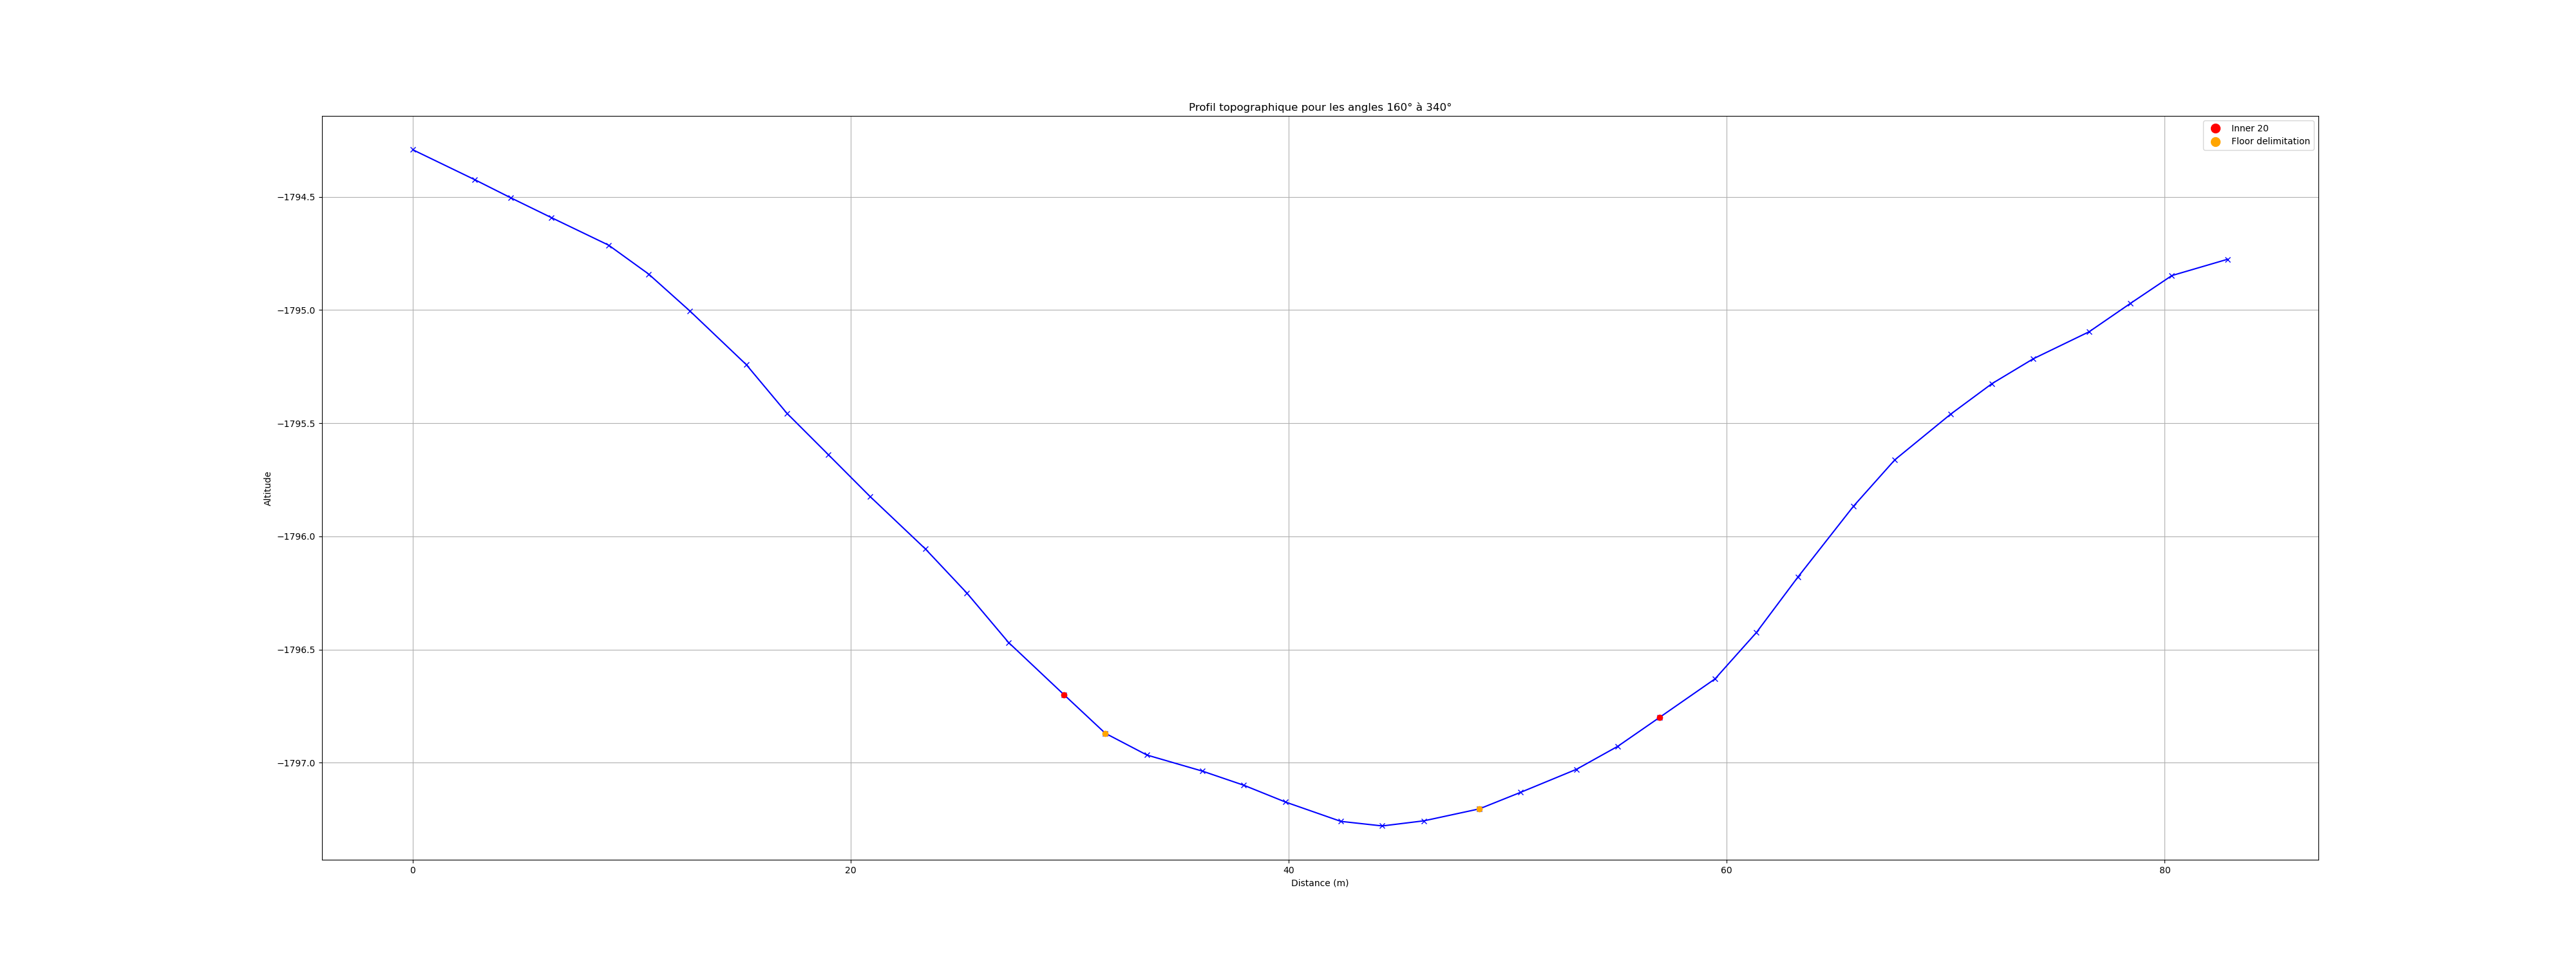 Profil topographique pour les angles 160° à 340°
Inner 20
Floor delimitation
Altitude
−1794.5
−1795.0
−1795.5
−1796.0
−1796.5
−1797.0
0 20 40 60 80
Distance (m)